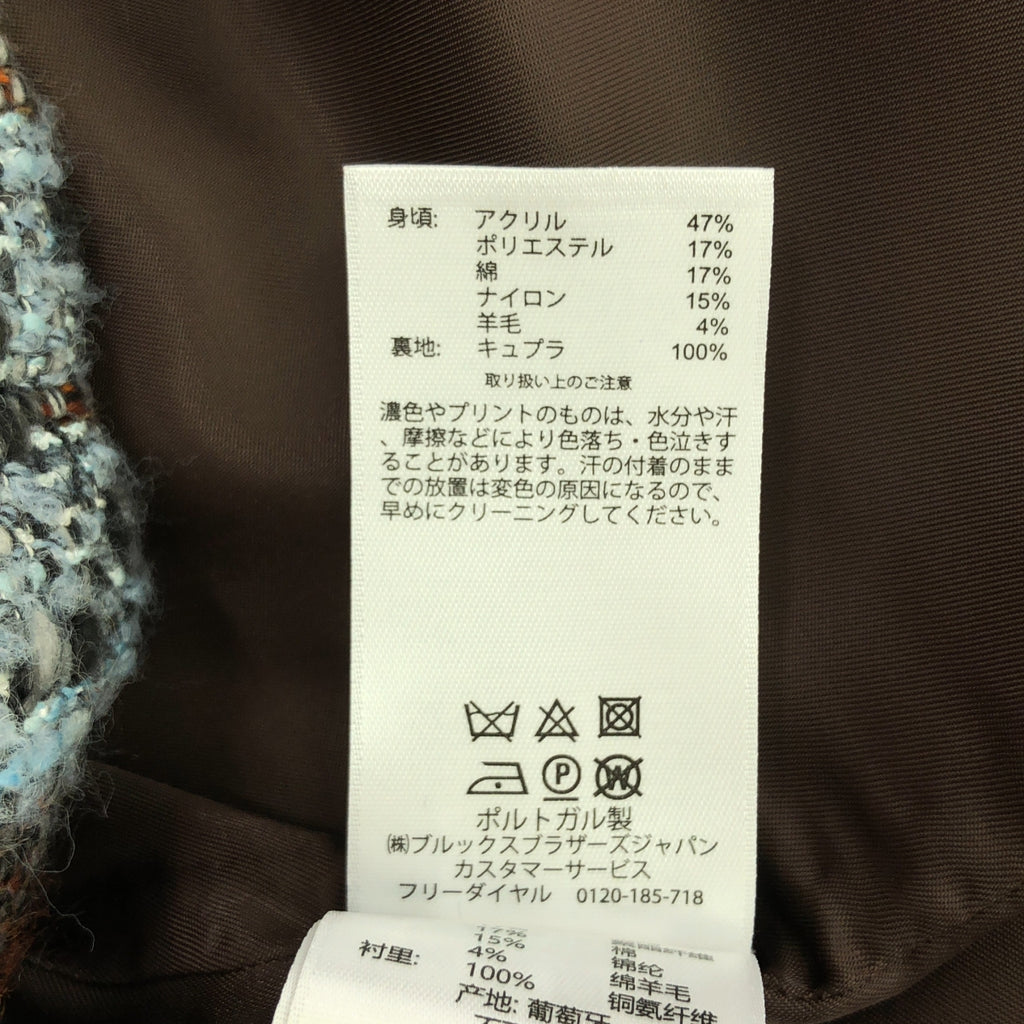 身頃: アクリル 47%
ポリエステル 17%
綿 17%
ナイロン 15%
羊毛 4%
裏地: キュプラ 100%
取り扱い上のご注意
濃色やプリントのものは、水分や汗
、摩擦などにより色落ち・色泣きす
ることがあります。汗の付着のまま
での放置は変色の原因になるので、
早めにクリーニングしてください。
P W
ポルトガル製
㈱ブルックスブラザーズジャパン
カスタマーサービス
フリーダイヤル 0120-185-718
17%
15% 棉
4% 锦纶
衬里: 100% 绵羊毛
产地: 葡萄牙 铜氨纤维